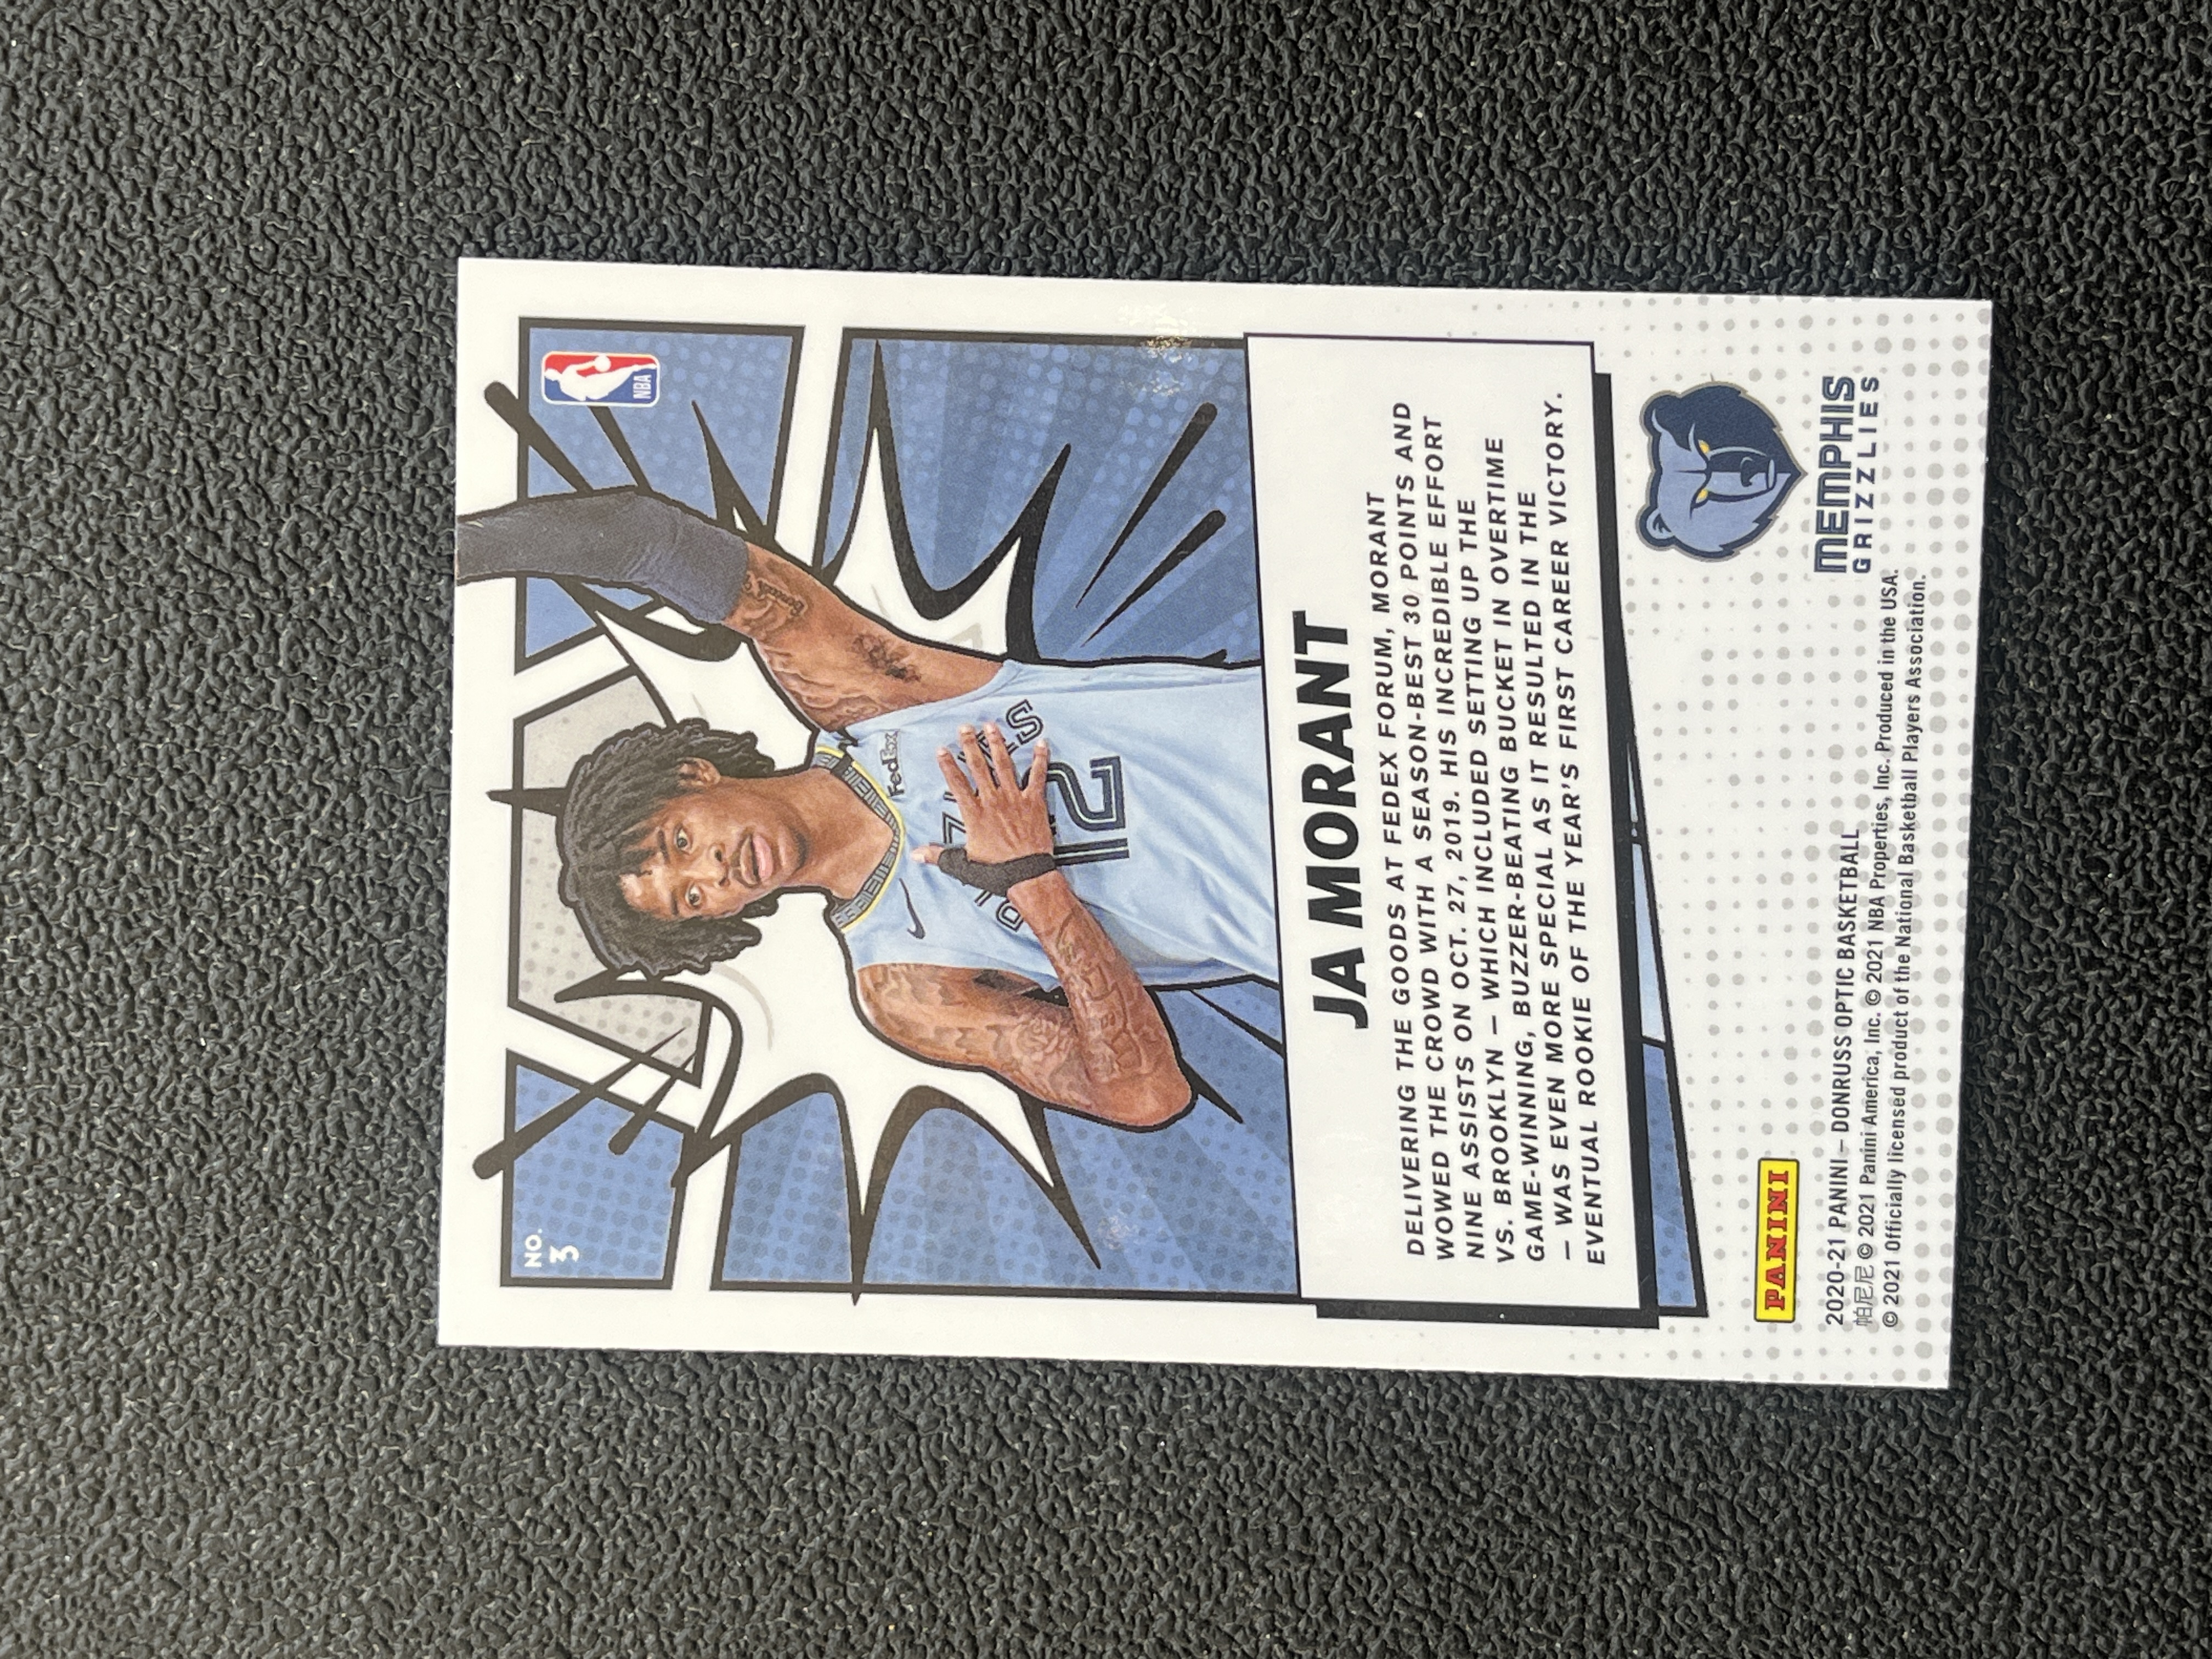 NO.
3
NBA
FedEx
12
JA MORANT
DELIVERING THE GOODS AT FEDEX FORUM, MORANT
WOWED THE CROWD WITH A SEASON-BEST 30 POINTS AND
NINE ASSISTS ON OCT. 27, 2019. HIS INCREDIBLE EFFORT
VS. BROOKLYN – WHICH INCLUDED SETTING UP THE
GAME-WINNING, BUZZER-BEATING BUCKET IN OVERTIME
– WAS EVEN MORE SPECIAL AS IT RESULTED IN THE
EVENTUAL ROOKIE OF THE YEAR'S FIRST CAREER VICTORY.
PANINI
MEMPHIS
GRIZZLIES
2020-21 PANINI – DONRUSS OPTIC BASKETBALL
帕尼尼 © 2021 Panini America, Inc. © 2021 NBA Properties, Inc. Produced in the USA.
© 2021 Officially licensed product of the National Basketball Players Association.